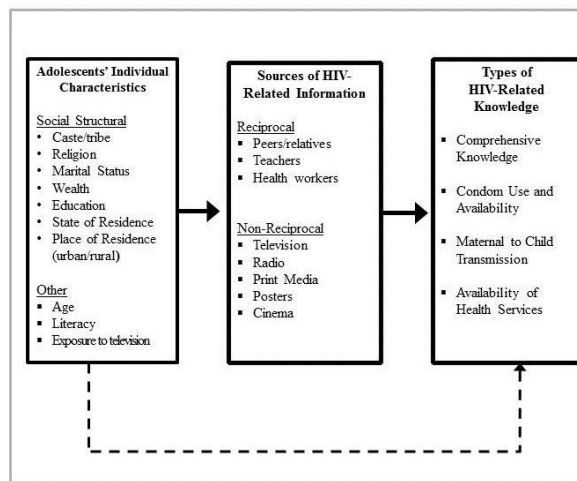 Adolescents' Individual
Characteristics
Social Structural
• Caste/tribe
• Religion
• Marital Status
• Wealth
• Education
• State of Residence
• Place of Residence
(urban/rural)
Other
▪ Age
▪ Literacy
▪ Exposure to television
Sources of HIV-
Related Information
Reciprocal
▪ Peers/relatives
▪ Teachers
▪ Health workers
Non-Reciprocal
▪ Television
▪ Radio
▪ Print Media
▪ Posters
▪ Cinema
Types of
HIV-Related
Knowledge
▪ Comprehensive
Knowledge
▪ Condom Use and
Availability
▪ Maternal to Child
Transmission
▪ Availability of
Health Services